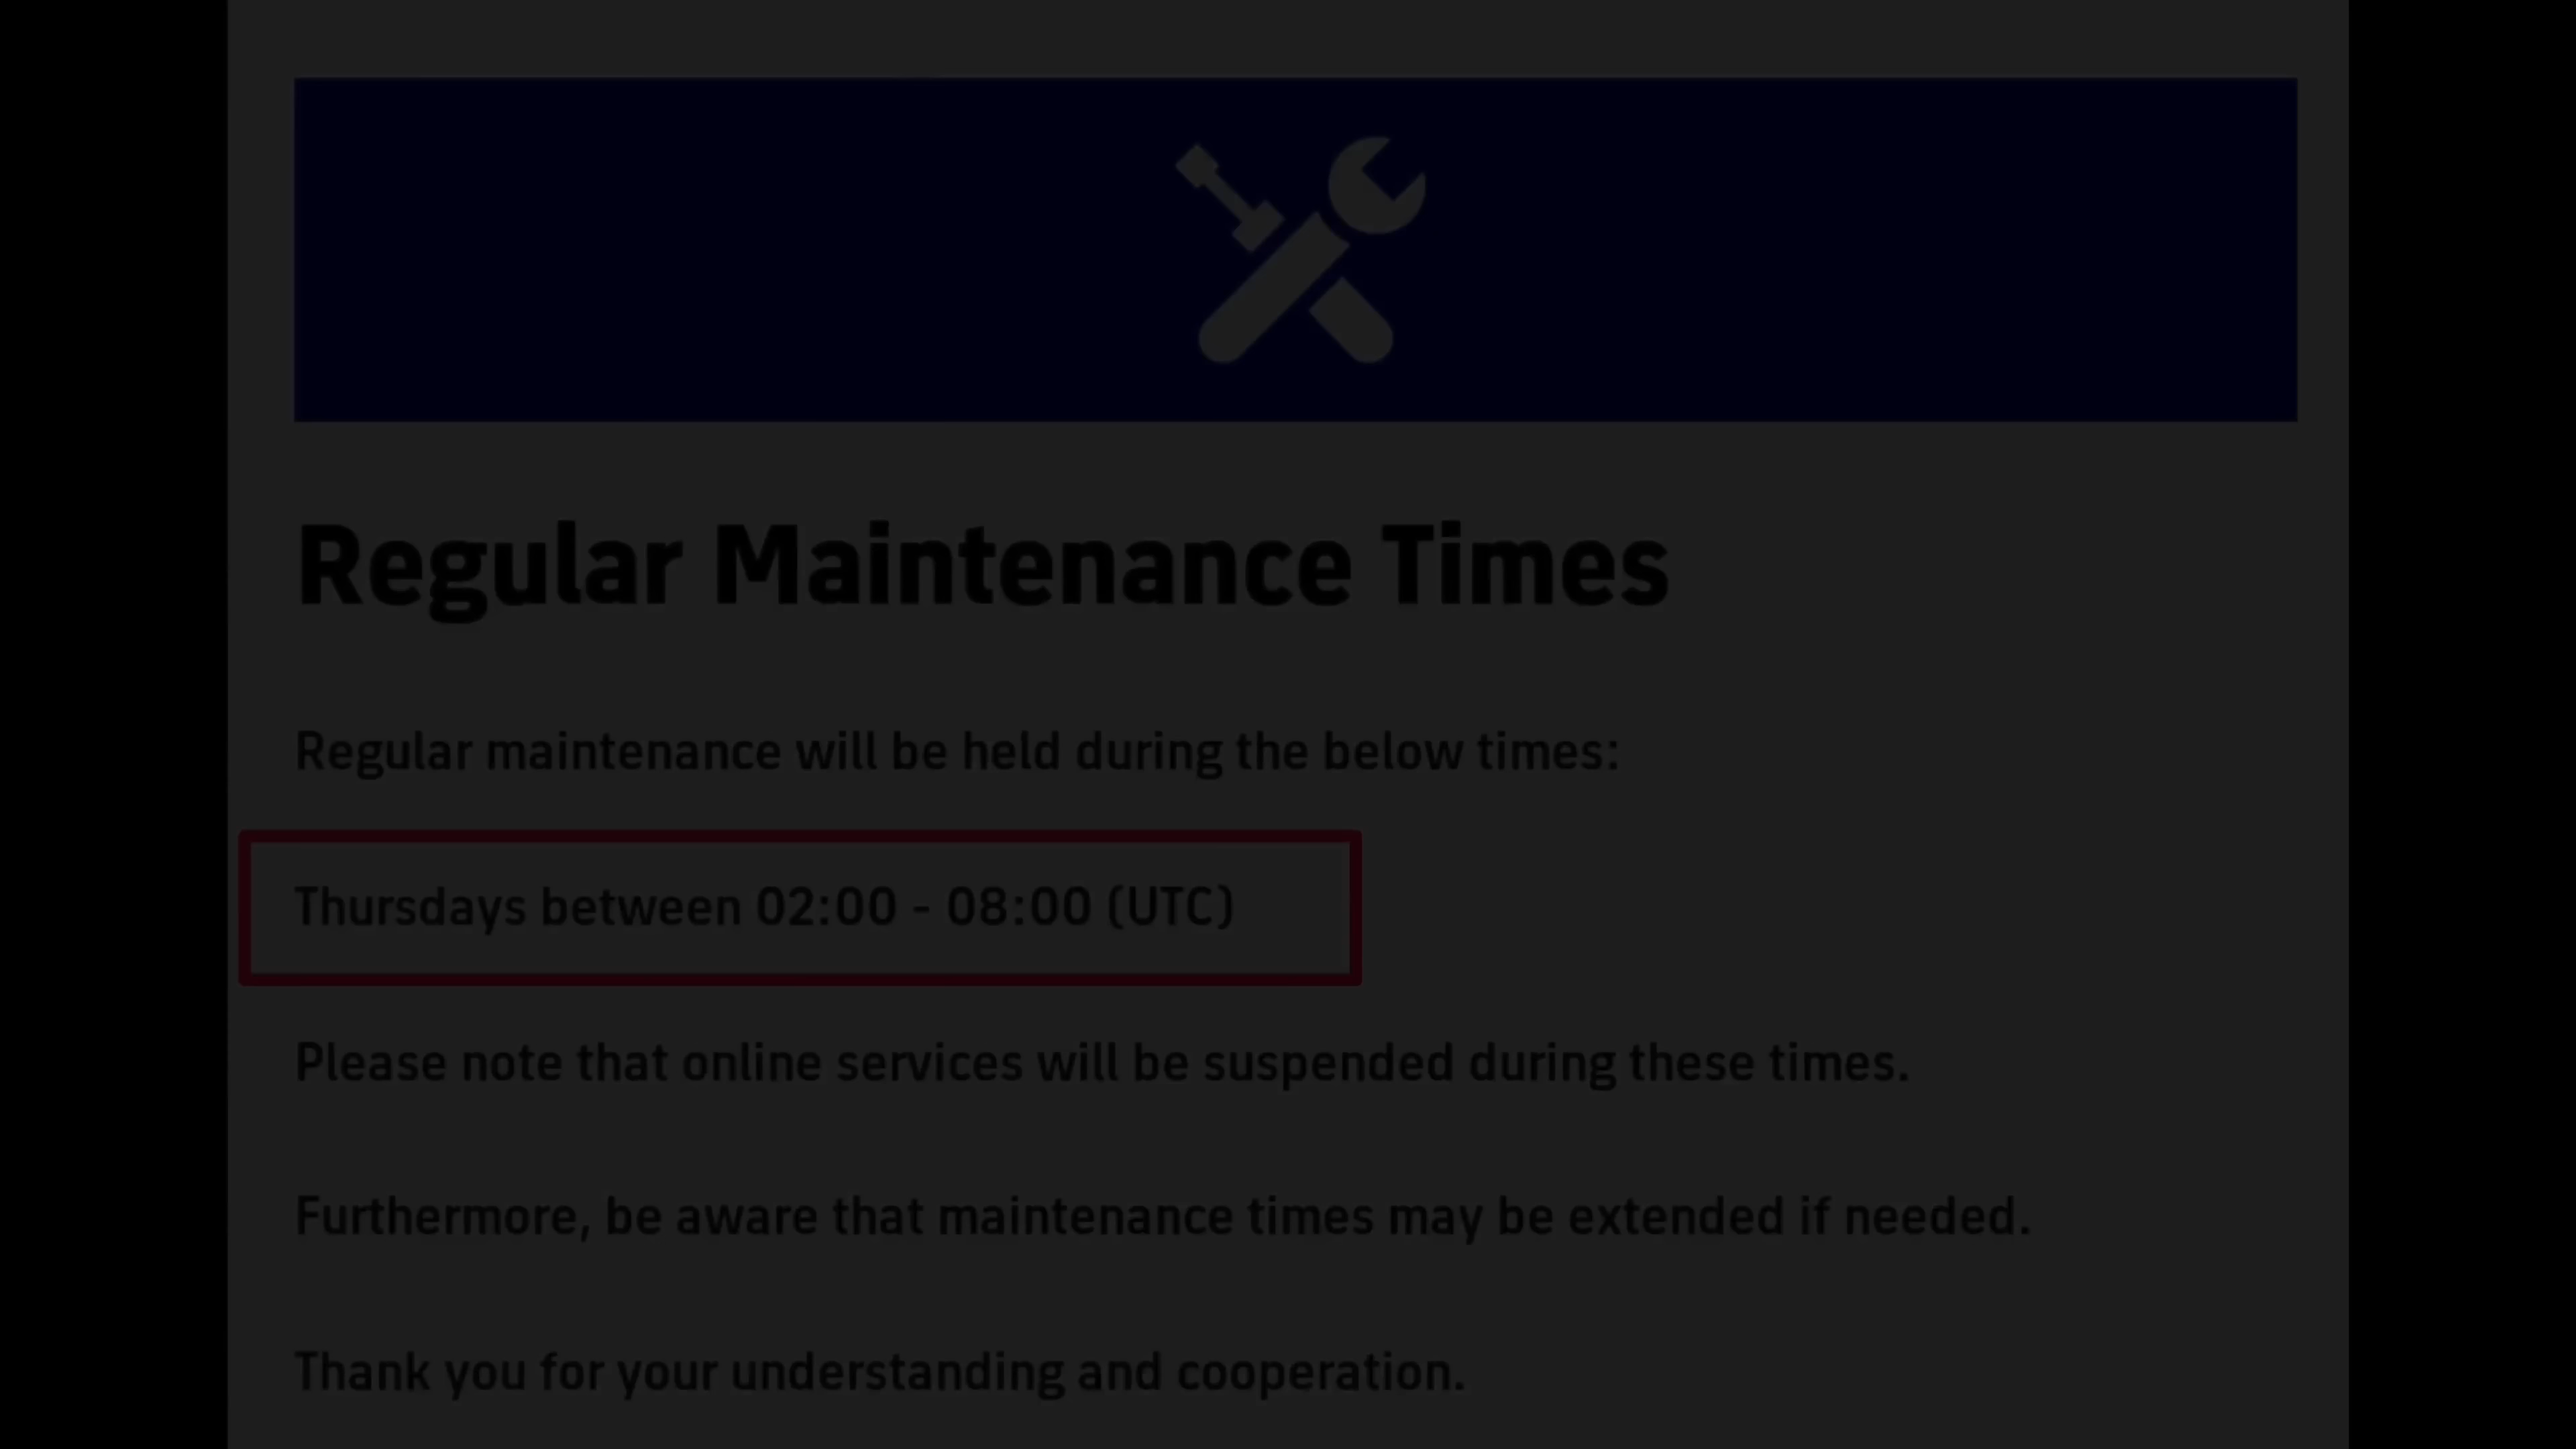 Regular Maintenance Times
Regular maintenance will be held during the below times:
Thursdays between 02:00 - 08:00 (UTC)
Please note that online services will be suspended during these times.
Furthermore, be aware that maintenance times may be extended if needed.
Thank you for your understanding and cooperation.